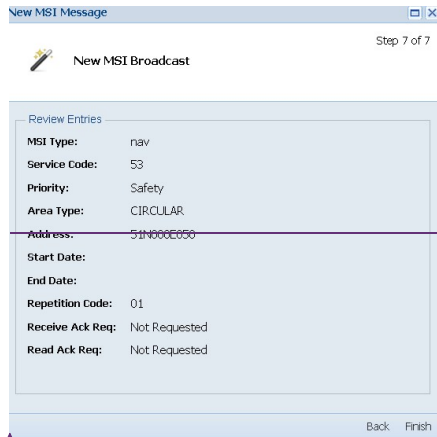 New MSI Message
Step 7 of 7
New MSI Broadcast
Review Entries
MSI Type: nav
Service Code: 53
Priority: Safety
Area Type: CIRCULAR
Address: 51N000E050
Start Date:
End Date:
Repetition Code: 01
Receive Ack Req: Not Requested
Read Ack Req: Not Requested
Back Finish